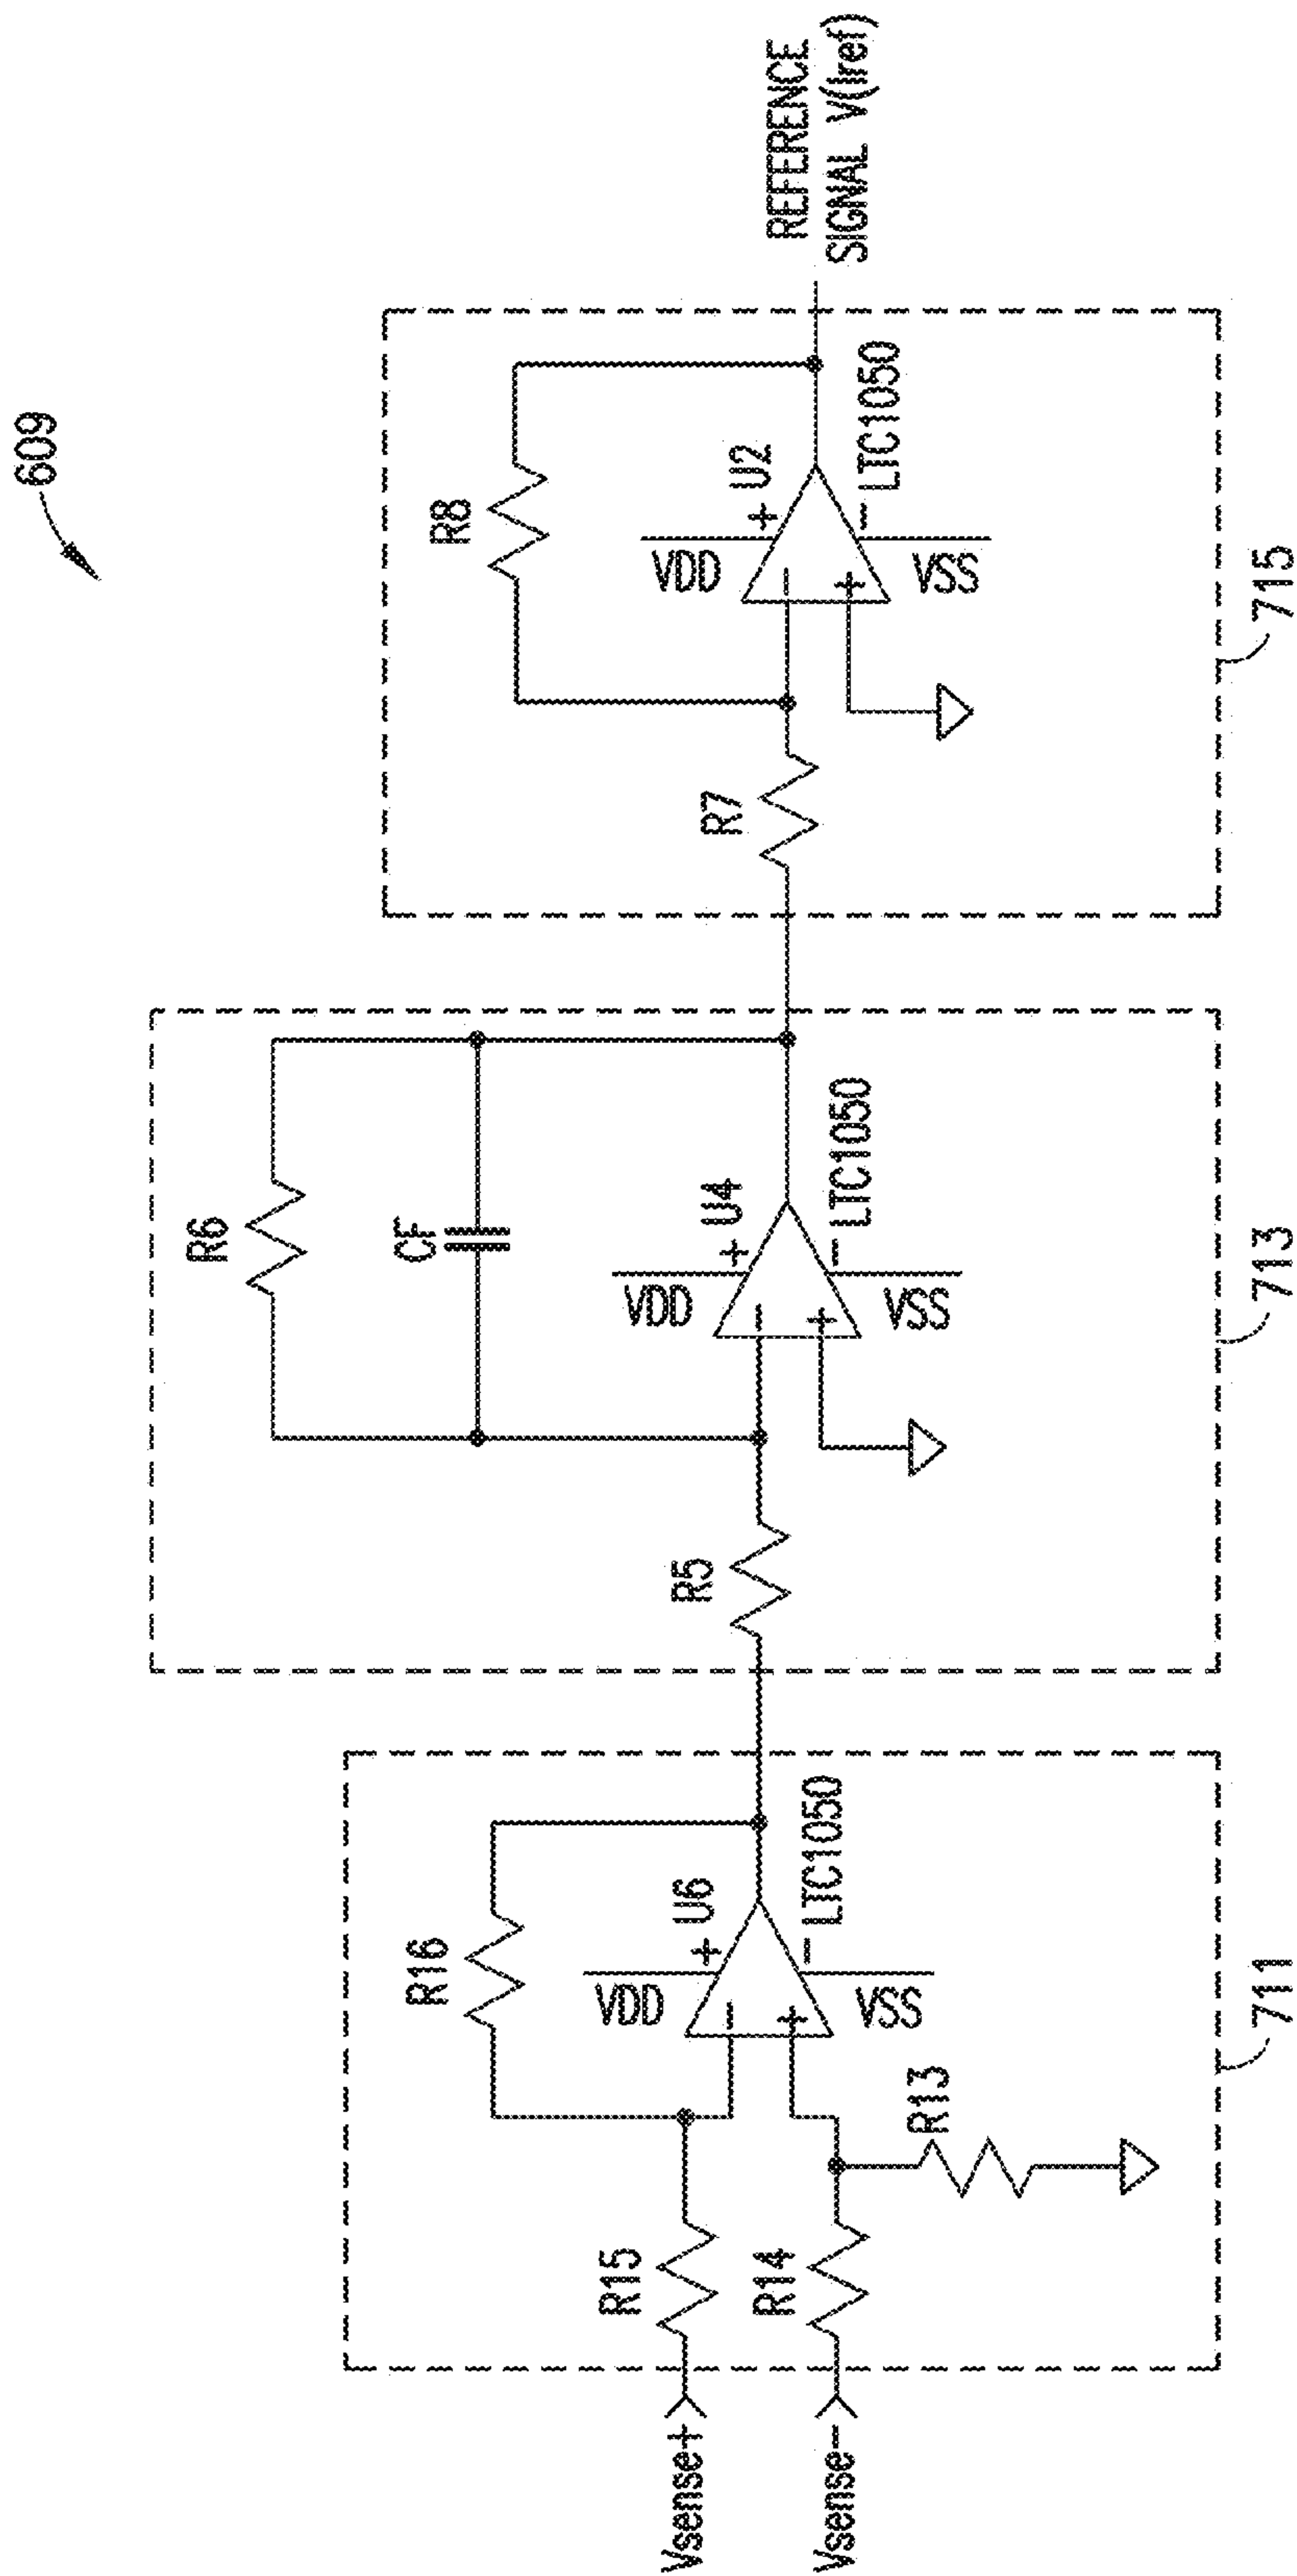 609
Vsense+
Vsense-
R15
R14
R16
R13
VDD
+
U6
-
+
VSS
-
LTC1050
711
R5
R6
CF
VDD
+
U4
-
+
VSS
-
LTC1050
713
R7
R8
VDD
+
U2
-
+
VSS
-
LTC1050
715
REFERENCE
SIGNAL V(Iref)